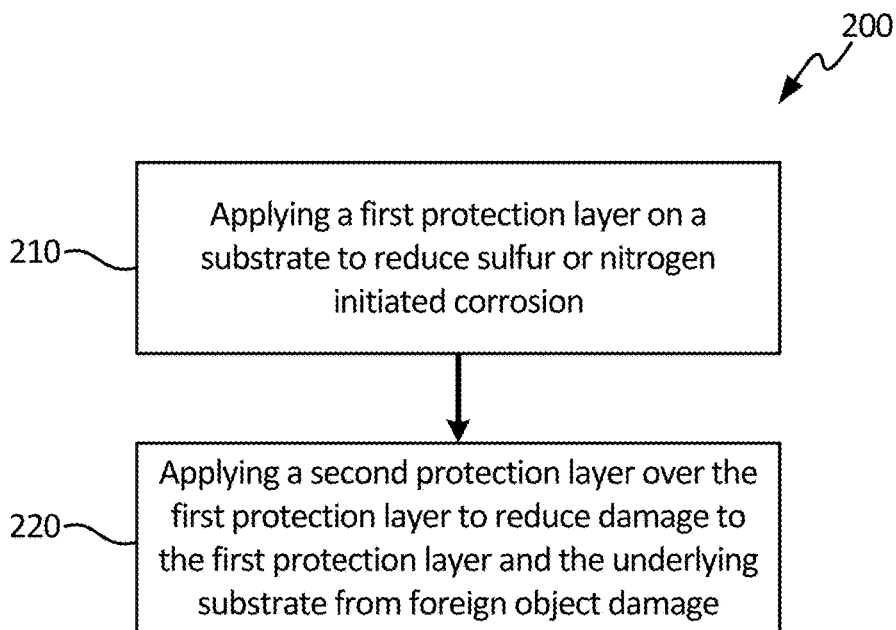 200
210
Applying a first protection layer on a
substrate to reduce sulfur or nitrogen
initiated corrosion
220
Applying a second protection layer over the
first protection layer to reduce damage to
the first protection layer and the underlying
substrate from foreign object damage